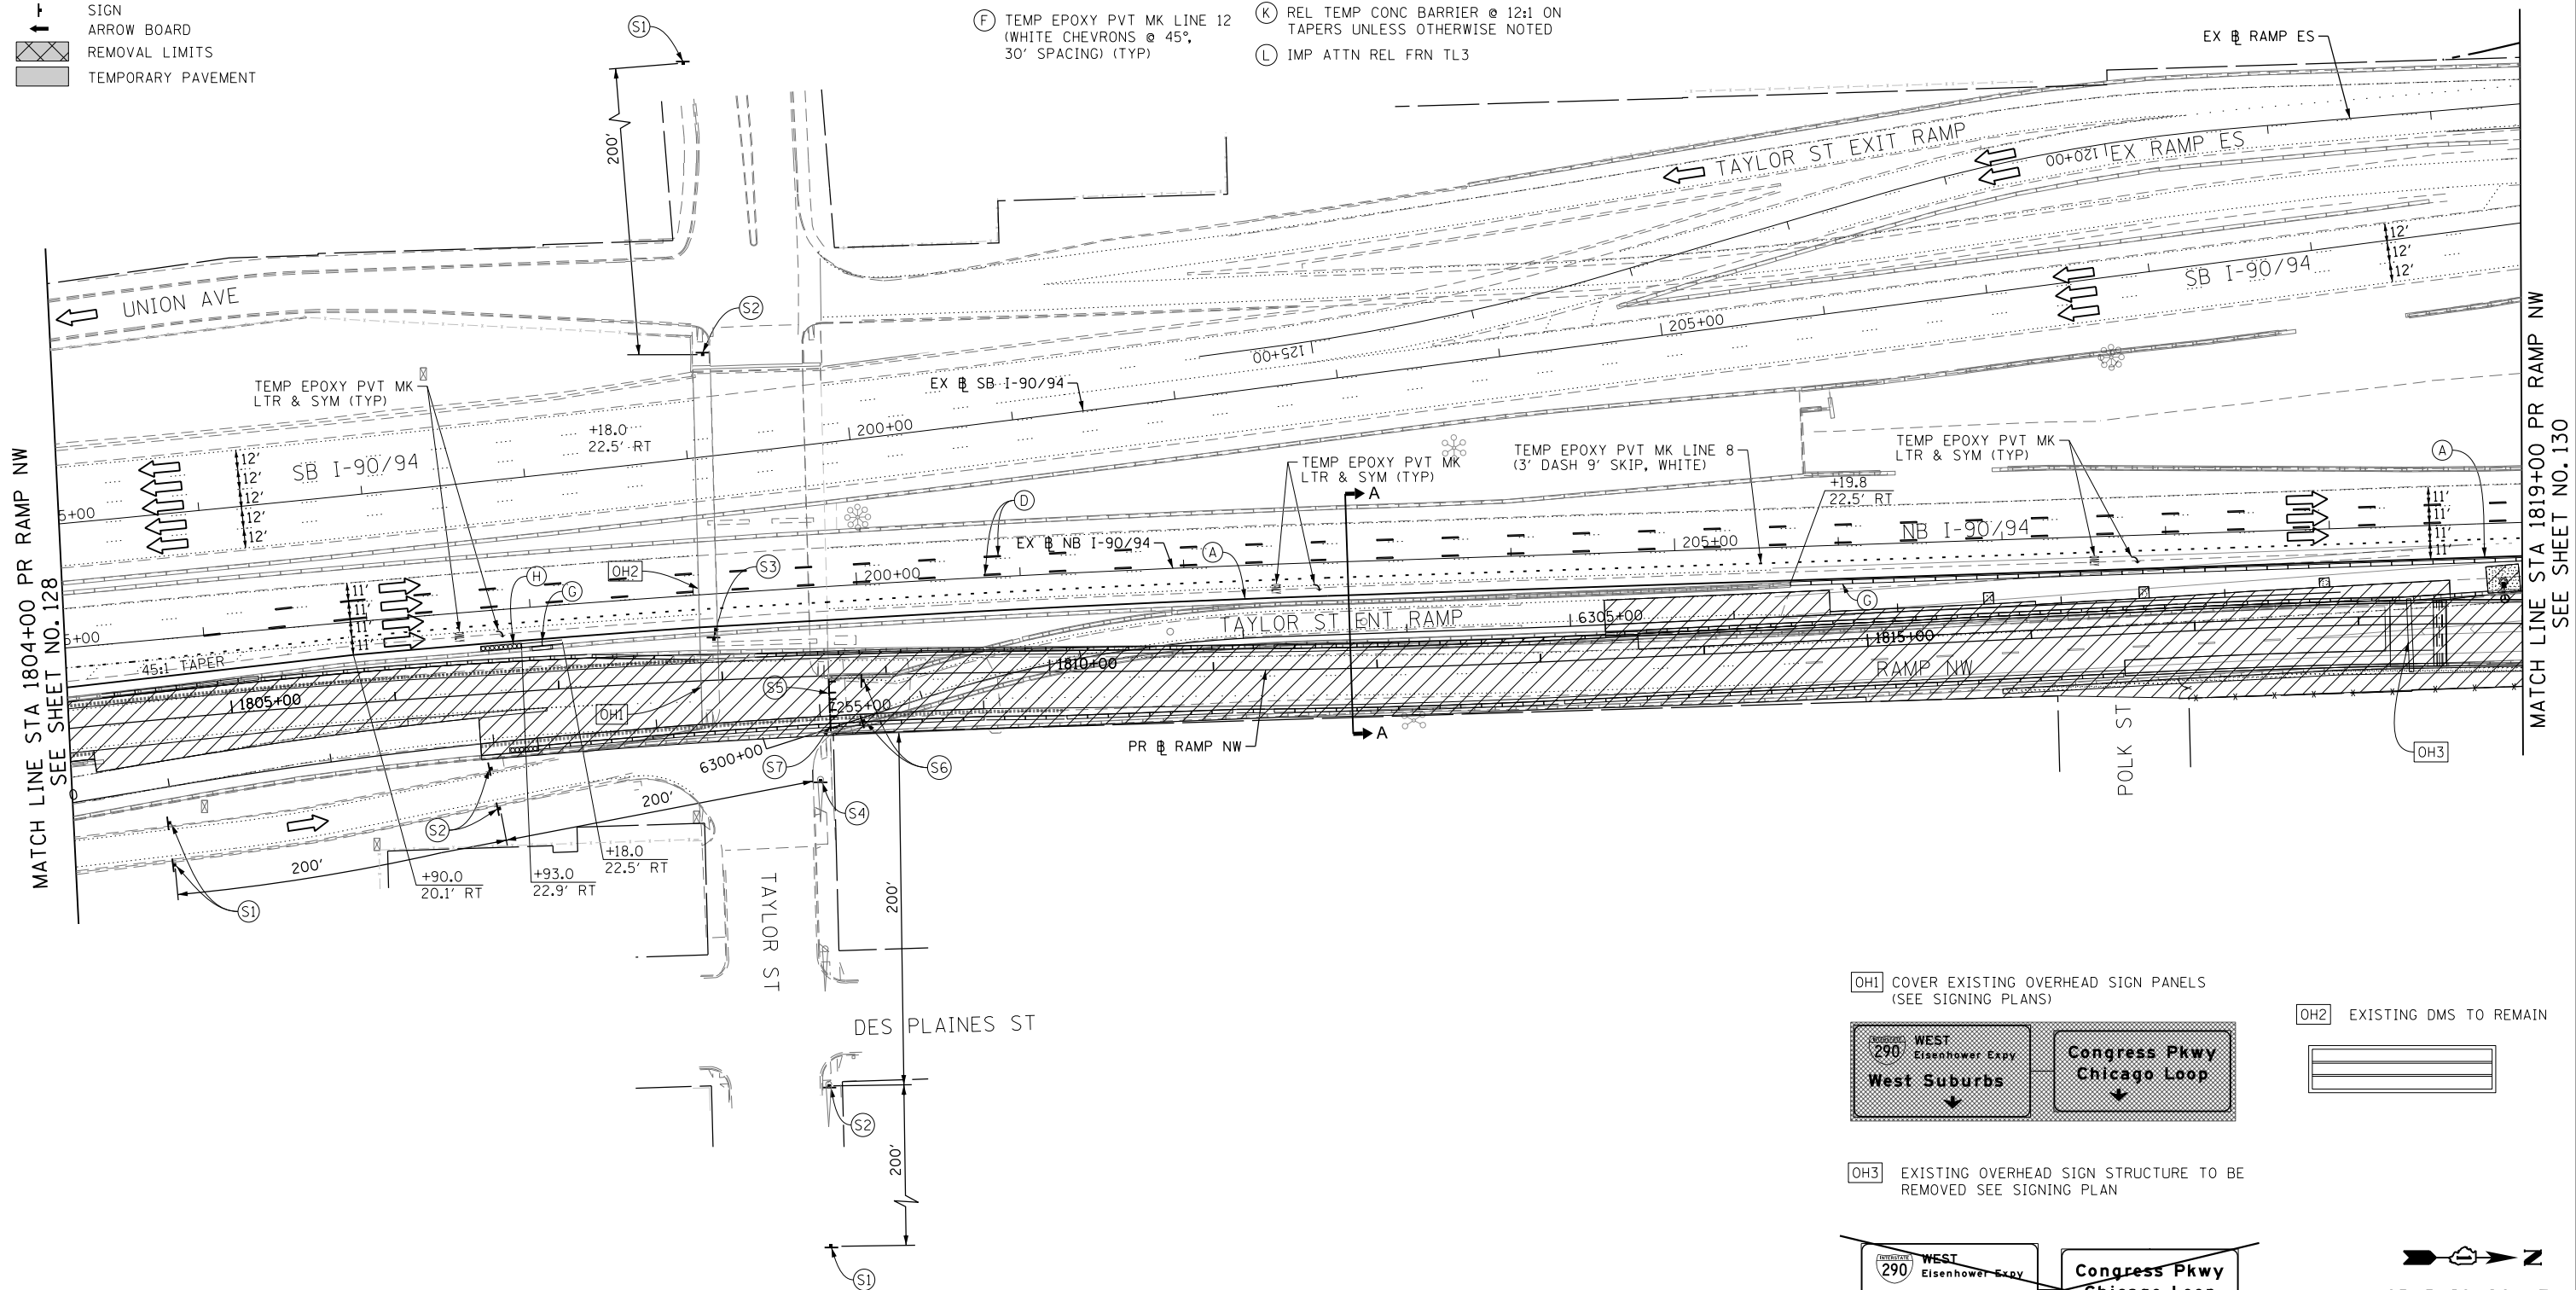 SIGN
ARROW BOARD
REMOVAL LIMITS
TEMPORARY PAVEMENT
F TEMP EPOXY PVT MK LINE 12
(WHITE CHEVRONS @ 45°,
30' SPACING) (TYP)
K REL TEMP CONC BARRIER @ 12:1 ON
TAPERS UNLESS OTHERWISE NOTED
L IMP ATTN REL FRN TL3
S1
200'
EX BL RAMP ES
TAYLOR ST EXIT RAMP
120+00
EX RAMP ES
12'
12'
12'
SB I-90/94
UNION AVE
S2
205+00
125+00
TEMP EPOXY PVT MK
LTR & SYM (TYP)
EX BL SB I-90/94
+18.0
22.5' RT
200+00
SB I-90/94
12'
12'
12'
12'
12'
5+00
MATCH LINE STA 1804+00 PR RAMP NW
SEE SHEET NO. 128
TEMP EPOXY PVT MK
LTR & SYM (TYP)
TEMP EPOXY PVT MK LINE 8
(3' DASH 9' SKIP, WHITE)
TEMP EPOXY PVT MK
LTR & SYM (TYP)
+19.8
22.5' RT
A
A
D
EX BL NB I-90/94
A
205+00
NB I-90/94
11'
11'
11'
11'
MATCH LINE STA 1819+00 PR RAMP NW
SEE SHEET NO. 130
H
OH2
G
S3
200+00
11'
11'
11'
11'
5+00
45:1 TAPER
TAYLOR ST ENT RAMP
6305+00
G
1815+00
RAMP NW
1810+00
1805+00
S5
OH1
7255+00
6300+00
S7
S6
PR BL RAMP NW
A
POLK ST
OH3
0
S4
S2
200'
200'
S1
+90.0
20.1' RT
+93.0
22.9' RT
+18.0
22.5' RT
TAYLOR ST
200'
DES PLAINES ST
S2
200'
S1
OH1 COVER EXISTING OVERHEAD SIGN PANELS
(SEE SIGNING PLANS)
OH2 EXISTING DMS TO REMAIN
INTERSTATE
290
WEST
Eisenhower Expy
West Suburbs
Congress Pkwy
Chicago Loop
OH3 EXISTING OVERHEAD SIGN STRUCTURE TO BE
REMOVED SEE SIGNING PLAN
INTERSTATE
290
WEST
Eisenhower Expy
Congress Pkwy
Chicago Loop
N